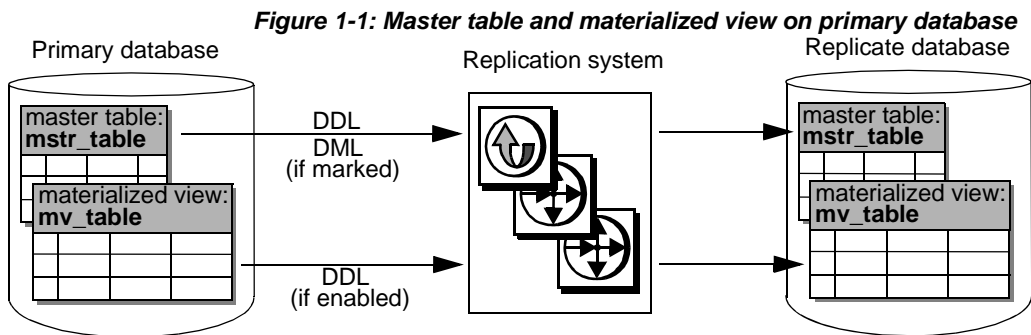 Figure 1-1: Master table and materialized view on primary database
Primary database
Replication system
Replicate database
master table:
mstr_table
materialized view:
mv_table
DDL
DML
(if marked)
DDL
(if enabled)
master table:
mstr_table
materialized view:
mv_table